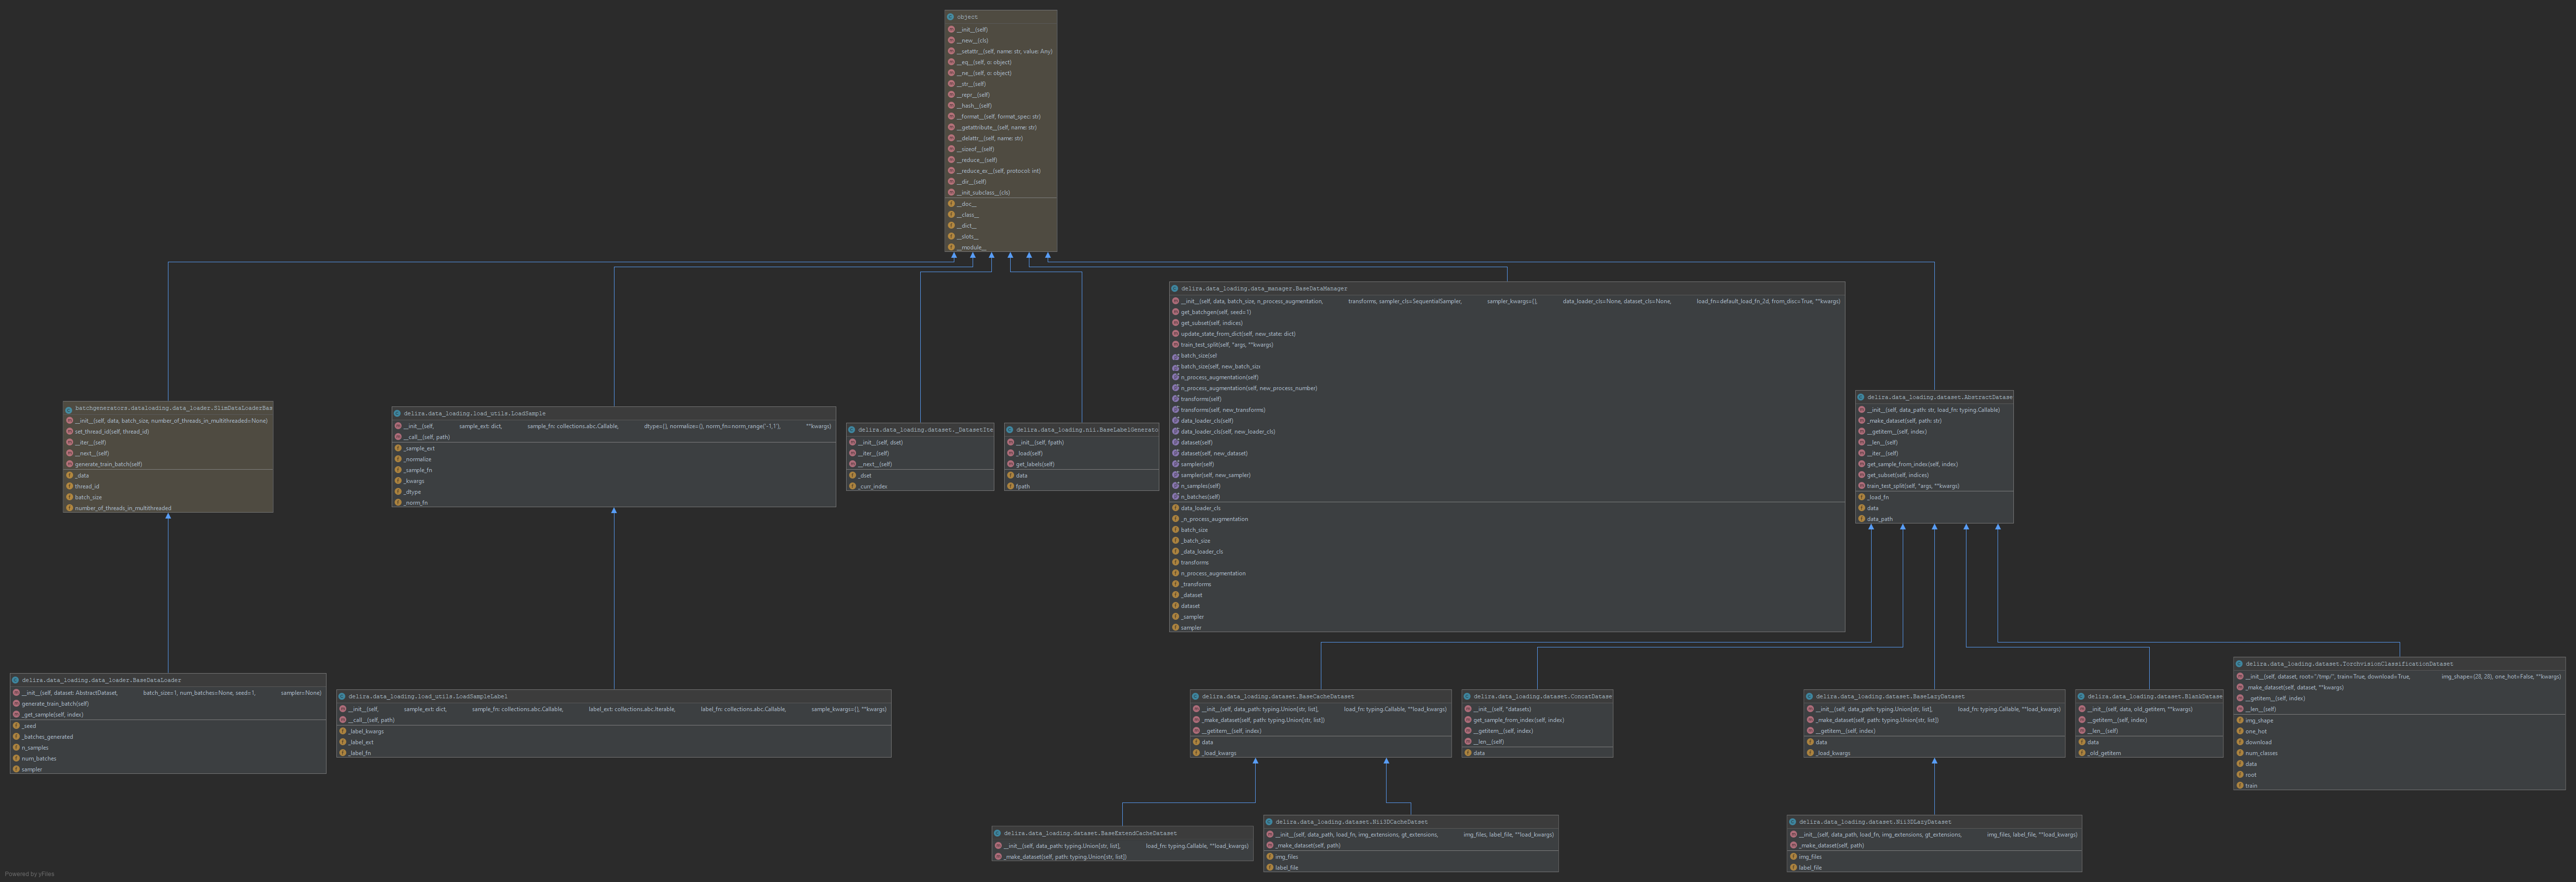 object
__init__(self)
__new__(cls)
__setattr__(self, name: str, value: Any)
__eq__(self, o: object)
__ne__(self, o: object)
__str__(self)
__repr__(self)
__hash__(self)
__format__(self, format_spec: str)
__getattribute__(self, name: str)
__delattr__(self, name: str)
__sizeof__(self)
__reduce__(self)
__reduce_ex__(self, protocol: int)
__dir__(self)
__init_subclass__(cls)
__doc__
__class__
__dict__
__slots__
__module__
delira.data_loading.data_manager.BaseDataManager
__init__(self, data, batch_size, n_process_augmentation, transforms, sampler_cls=SequentialSampler, sampler_kwargs={}, data_loader_cls=None, dataset_cls=None, load_fn=default_load_fn_2d, from_disc=True, **kwargs)
get_batchgen(self, seed=1)
get_subset(self, indices)
update_state_from_dict(self, new_state: dict)
train_test_split(self, *args, **kwargs)
batch_size(sel
batch_size(self, new_batch_size
n_process_augmentation(self)
n_process_augmentation(self, new_process_number)
transforms(self)
transforms(self, new_transforms)
data_loader_cls(self)
data_loader_cls(self, new_loader_cls)
dataset(self)
dataset(self, new_dataset)
sampler(self)
sampler(self, new_sampler)
n_samples(self)
n_batches(self)
data_loader_cls
_n_process_augmentation
batch_size
_batch_size
_data_loader_cls
transforms
n_process_augmentation
_transforms
_dataset
dataset
_sampler
sampler
batchgenerators.dataloading.data_loader.SlimDataLoaderBas
__init__(self, data, batch_size, number_of_threads_in_multithreaded=None)
set_thread_id(self, thread_id)
__iter__(self)
__next__(self)
generate_train_batch(self)
_data
thread_id
batch_size
number_of_threads_in_multithreaded
delira.data_loading.load_utils.LoadSample
__init__(self, sample_ext: dict, sample_fn: collections.abc.Callable, dtype={}, normalize=(), norm_fn=norm_range('-1,1'), **kwargs)
__call__(self, path)
_sample_ext
_normalize
_sample_fn
_kwargs
_dtype
_norm_fn
delira.data_loading.dataset._DatasetIte
__init__(self, dset)
__iter__(self)
__next__(self)
_dset
_curr_index
delira.data_loading.nii.BaseLabelGenerato
__init__(self, fpath)
_load(self)
get_labels(self)
data
fpath
delira.data_loading.dataset.AbstractDatase
__init__(self, data_path: str, load_fn: typing.Callable)
_make_dataset(self, path: str)
__getitem__(self, index)
__len__(self)
__iter__(self)
get_sample_from_index(self, index)
get_subset(self, indices)
train_test_split(self, *args, **kwargs)
_load_fn
data
data_path
delira.data_loading.data_loader.BaseDataLoader
__init__(self, dataset: AbstractDataset, batch_size=1, num_batches=None, seed=1, sampler=None)
generate_train_batch(self)
_get_sample(self, index)
_seed
_batches_generated
n_samples
num_batches
sampler
delira.data_loading.load_utils.LoadSampleLabel
__init__(self, sample_ext: dict, sample_fn: collections.abc.Callable, label_ext: collections.abc.Iterable, label_fn: collections.abc.Callable, sample_kwargs={}, **kwargs)
__call__(self, path)
_label_kwargs
_label_ext
_label_fn
delira.data_loading.dataset.BaseCacheDataset
__init__(self, data_path: typing.Union[str, list], load_fn: typing.Callable, **load_kwargs)
_make_dataset(self, path: typing.Union[str, list])
__getitem__(self, index)
data
_load_kwargs
delira.data_loading.dataset.ConcatDatase
__init__(self, *datasets)
get_sample_from_index(self, index)
__getitem__(self, index)
__len__(self)
data
delira.data_loading.dataset.BaseLazyDataset
__init__(self, data_path: typing.Union[str, list], load_fn: typing.Callable, **load_kwargs)
_make_dataset(self, path: typing.Union[str, list])
__getitem__(self, index)
data
_load_kwargs
delira.data_loading.dataset.BlankDatase
__init__(self, data, old_getitem, **kwargs)
__getitem__(self, index)
__len__(self)
data
_old_getitem
delira.data_loading.dataset.TorchvisionClassificationDataset
__init__(self, dataset, root="/tmp/", train=True, download=True, img_shape=(28, 28), one_hot=False, **kwargs)
_make_dataset(self, dataset, **kwargs)
__getitem__(self, index)
__len__(self)
img_shape
one_hot
download
num_classes
data
root
train
delira.data_loading.dataset.BaseExtendCacheDataset
__init__(self, data_path: typing.Union[str, list], load_fn: typing.Callable, **load_kwargs)
_make_dataset(self, path: typing.Union[str, list])
delira.data_loading.dataset.Nii3DCacheDatset
__init__(self, data_path, load_fn, img_extensions, gt_extensions, img_files, label_file, **load_kwargs)
_make_dataset(self, path)
img_files
label_file
delira.data_loading.dataset.Nii3DLazyDataset
__init__(self, data_path, load_fn, img_extensions, gt_extensions, img_files, label_file, **load_kwargs)
_make_dataset(self, path)
img_files
label_file
Powered by yFiles